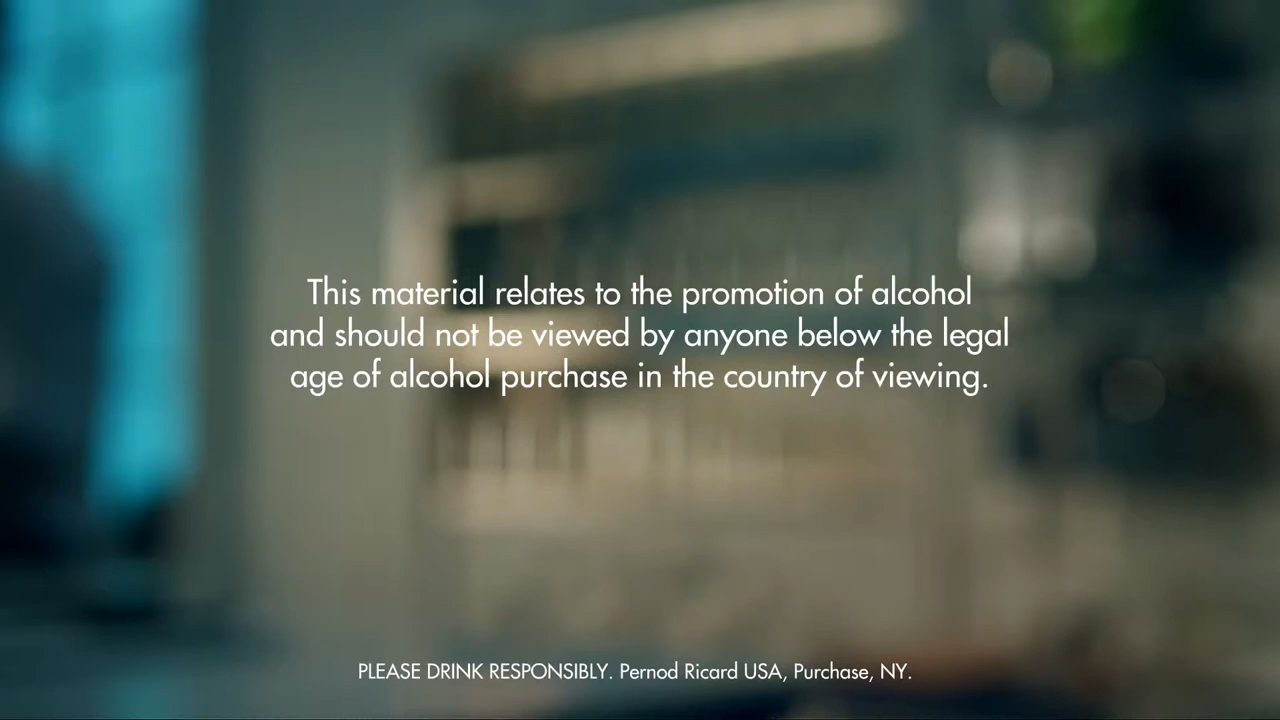 This material relates to the promotion of alcohol
and should not be viewed by anyone below the legal
age of alcohol purchase in the country of viewing.
PLEASE DRINK RESPONSIBLY. Pernod Ricard USA, Purchase, NY.